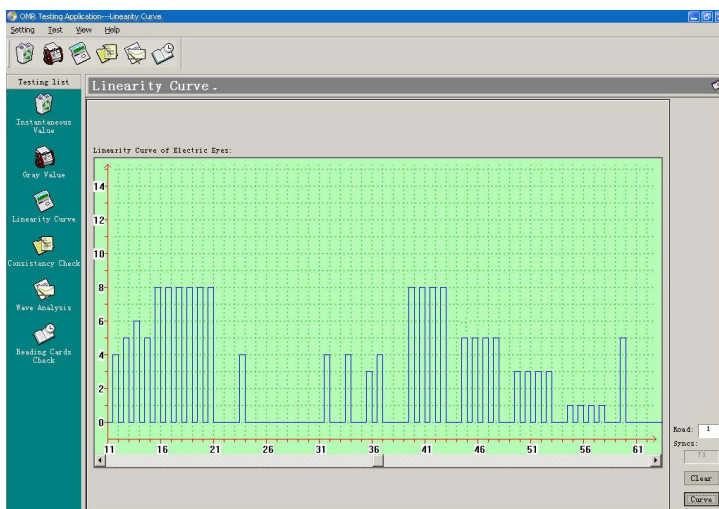 OMR Testing Application---Linearity Curve.
Setting Test View Help
Testing list
Linearity Curve.
Instantaneous
Value
Gray Value
Linearity Curve
Consistency Check
Wave Analysis
Reading Cards
Check
Linearity Curve of Electric Eyes:
14
12
10
8
6
4
2
0
11 16 21 26 31 36 41 46 51 56 61
Road: 1
Syncs:
Clear
Curve